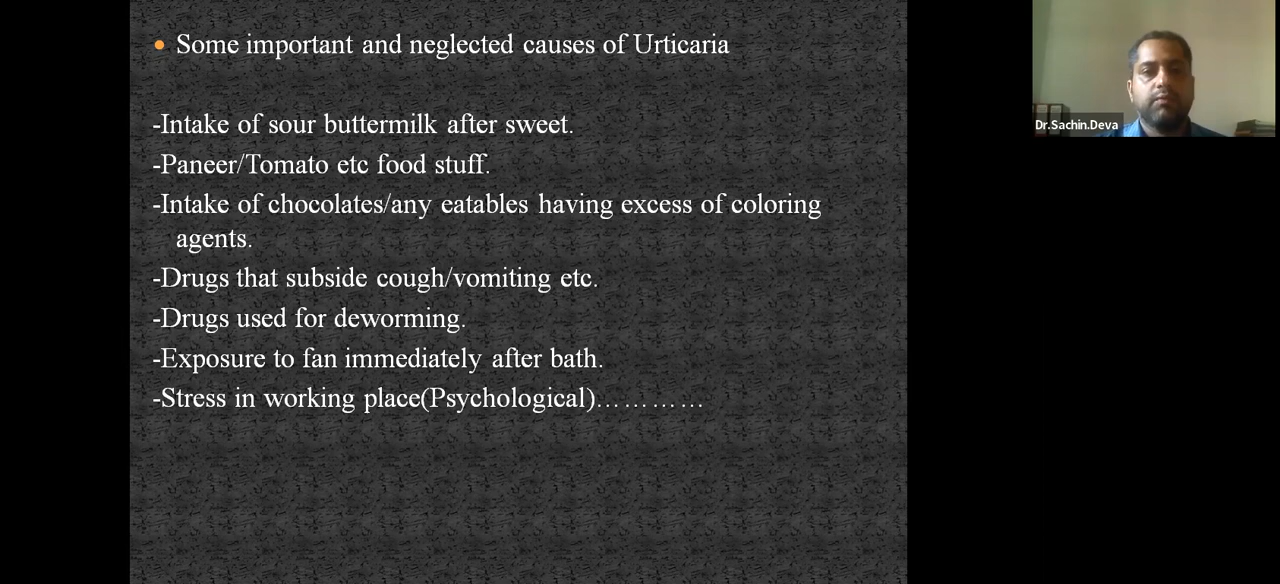 Some important and neglected causes of Urticaria
-Intake of sour buttermilk after sweet.
-Paneer/Tomato etc food stuff.
-Intake of chocolates/any eatables having excess of coloring
agents.
-Drugs that subside cough/vomiting etc.
-Drugs used for deworming.
-Exposure to fan immediately after bath.
-Stress in working place(Psychological)…………
Dr.Sachin.Deva